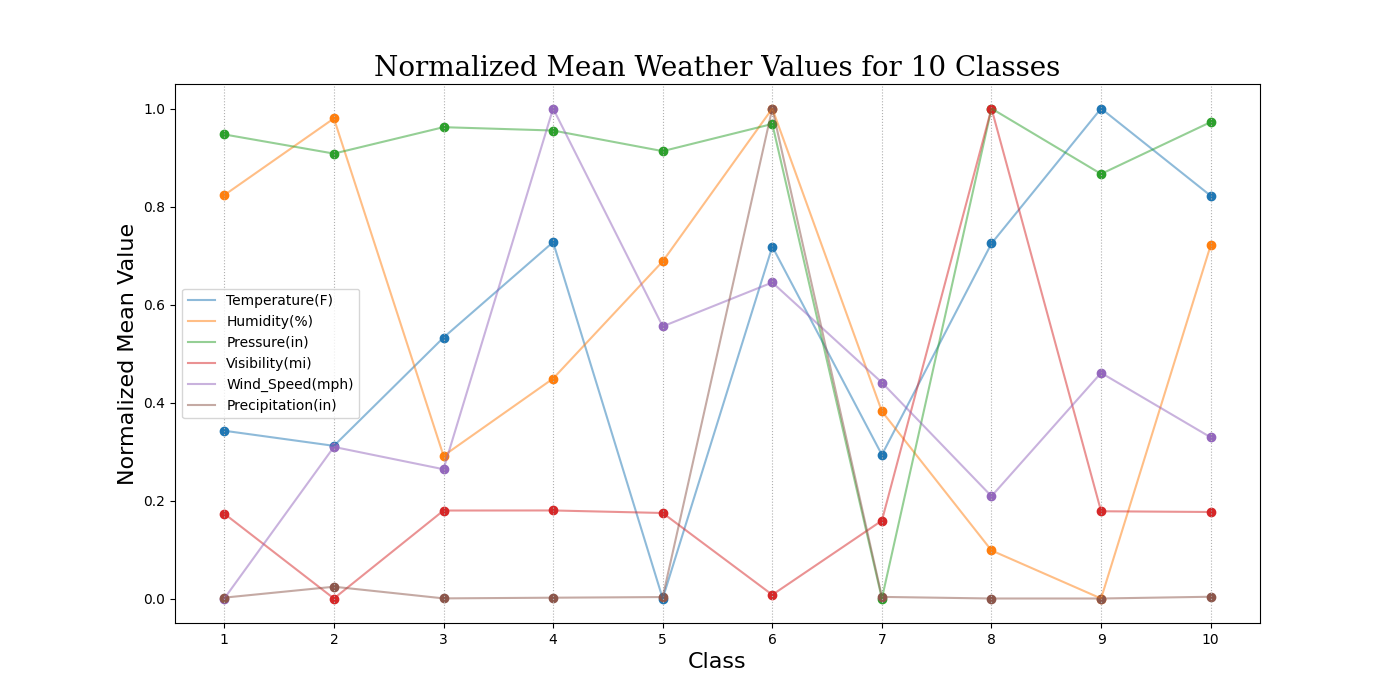 Normalized Mean Weather Values for 10 Classes
Normalized Mean Value
1.0
0.8
0.6
0.4
0.2
0.0
Temperature(F)
Humidity(%)
Pressure(in)
Visibility(mi)
Wind_Speed(mph)
Precipitation(in)
1 2 3 4 5 6 7 8 9 10
Class